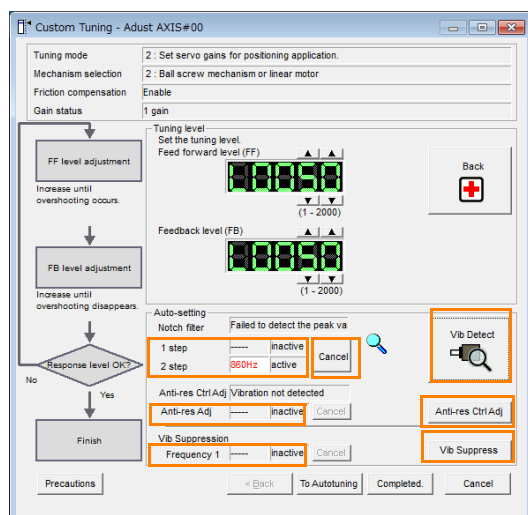 Custom Tuning - Adust AXIS#00
Tuning mode 2 : Set servo gains for positioning application.
Mechanism selection 2 : Ball screw mechanism or linear motor
Friction compensation Enable
Gain status 1 gain
FF level adjustment
Increase until
overshooting occurs.
FB level adjustment
Increase until
overshooting disappears.
Response level OK?
No
Yes
Finish
Tuning level
Set the tuning level.
Feed forward level (FF)
L0050
(1 - 2000)
Feedback level (FB)
L0050
(1 - 2000)
Back
Auto-setting
Notch filter Failed to detect the peak va
1 step ----- inactive
2 step 860Hz active
Cancel
Vib Detect
Anti-res Ctrl Adj Vibration not detected
Anti-res Adj ----- inactive Cancel
Anti-res Ctrl Adj
Vib Suppression
Frequency 1 ----- inactive Cancel
Vib Suppress
Precautions < Back To Autotuning Completed. Cancel